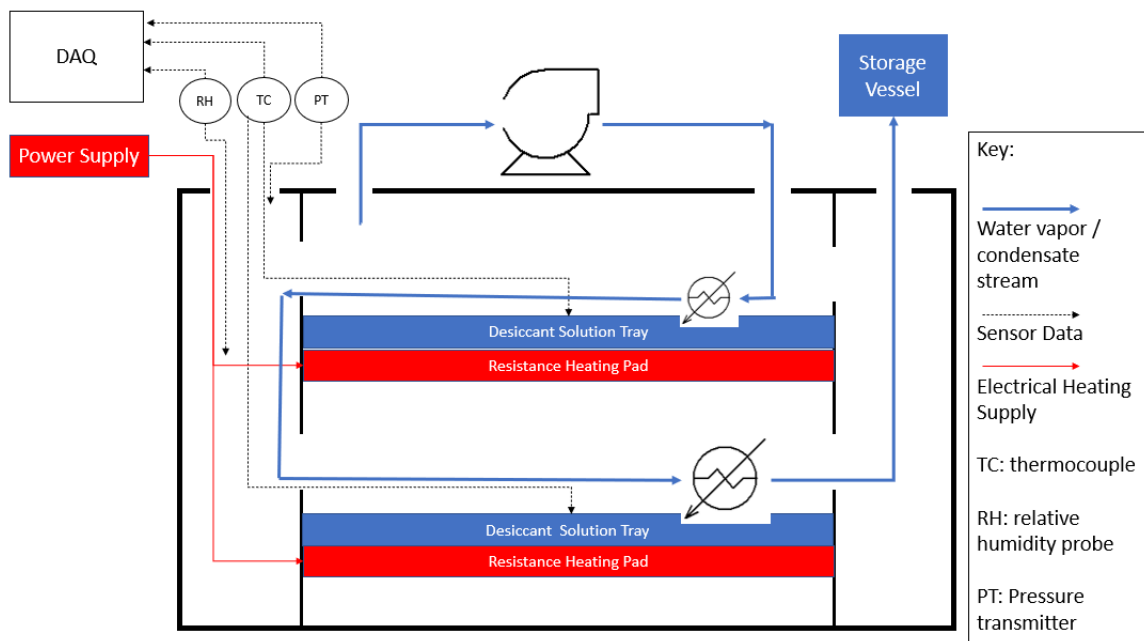 DAQ
RH
TC
PT
Power Supply
Storage
Vessel
Desiccant Solution Tray
Resistance Heating Pad
Desiccant  Solution Tray
Resistance Heating Pad
Key:
Water vapor /
condensate
stream
Sensor Data
Electrical Heating
Supply
TC: thermocouple
RH: relative
humidity probe
PT: Pressure
transmitter